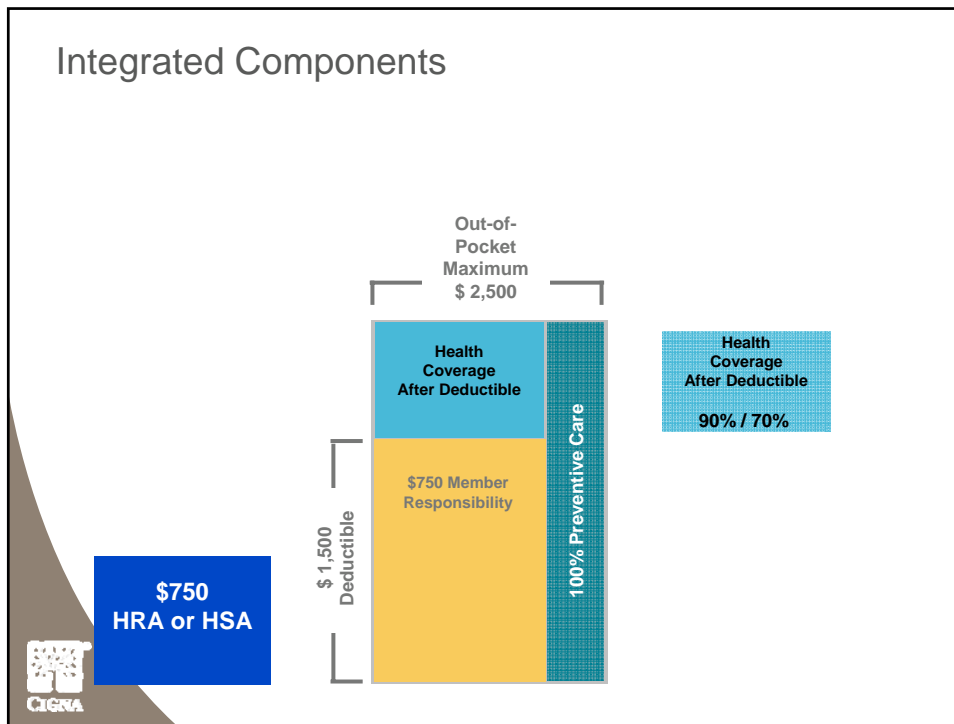 Integrated Components
Out-of-
Pocket
Maximum
$ 2,500
Health
Coverage
After Deductible
Health
Coverage
After Deductible
90% / 70%
100% Preventive Care
$750 Member
Responsibility
$ 1,500
Deductible
$750
HRA or HSA
CIGNA